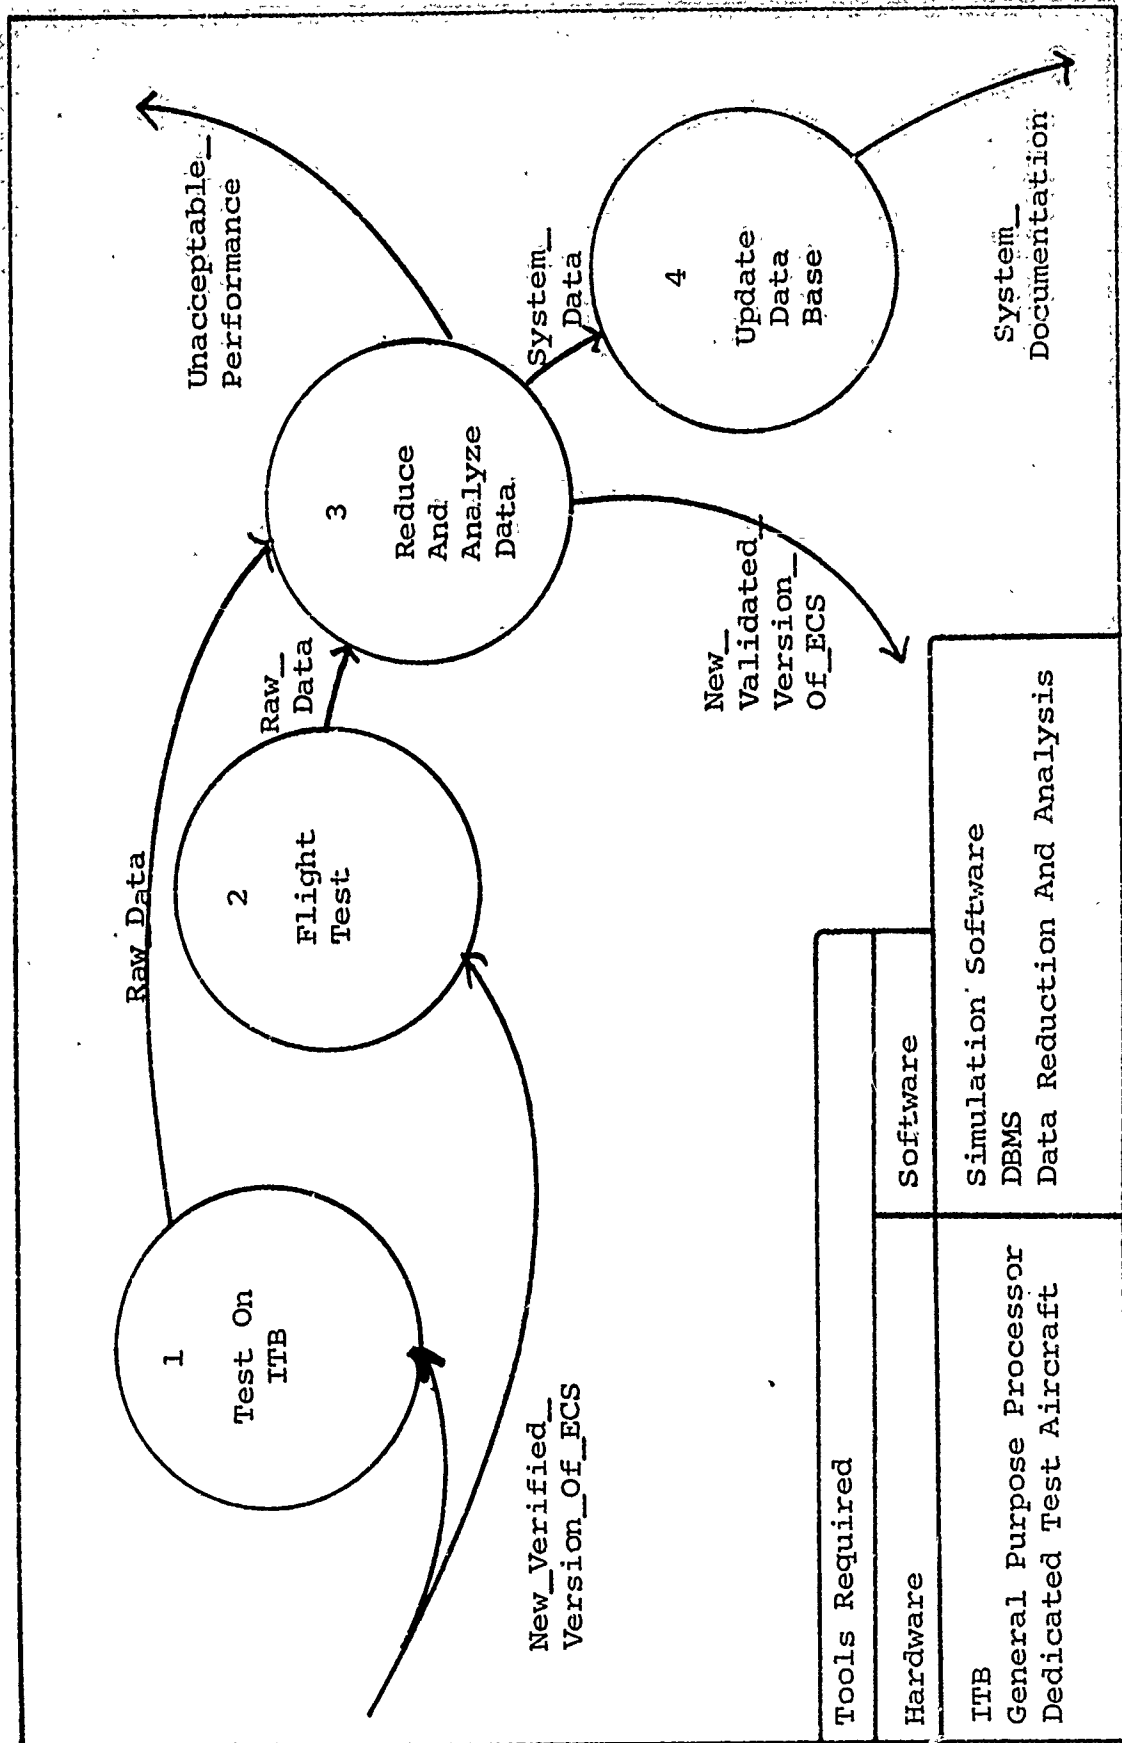 Unacceptable_
Performance
Raw_Data
1
Test On
ITB
2
Flight
Test
Raw_
Data
3
Reduce
And
Analyze
Data
System_
Data
4
Update
Data
Base
New_Verified_
Version_Of_ECS
New_
Validated_
Version_
Of_ECS
System_
Documentation
Tools Required
Hardware
Software
ITB
General Purpose Processor
Dedicated Test Aircraft
Simulation Software
DBMS
Data Reduction And Analysis